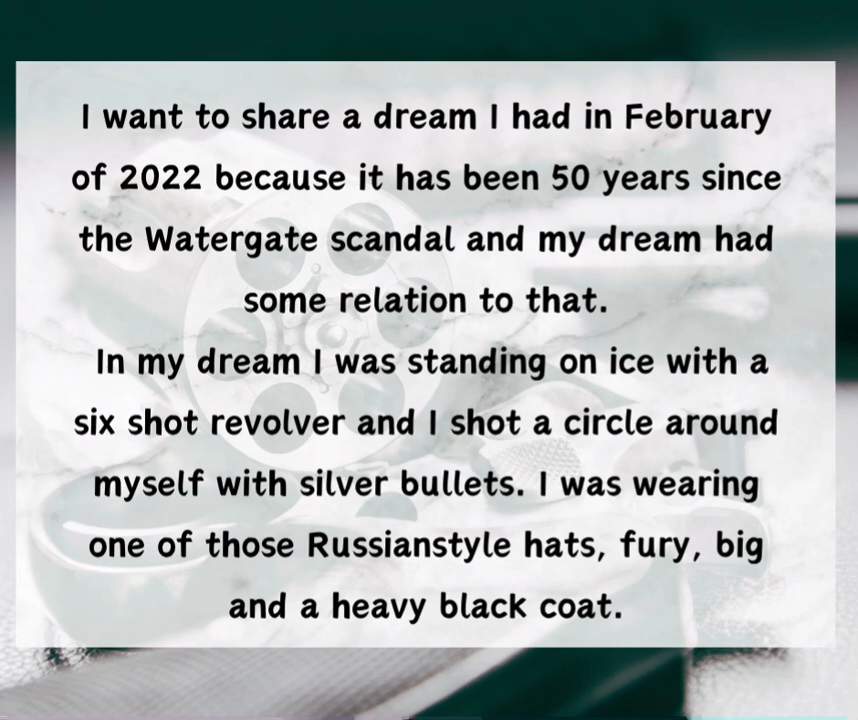 I want to share a dream I had in February
of 2022 because it has been 50 years since
the Watergate scandal and my dream had
some relation to that.
In my dream I was standing on ice with a
six shot revolver and I shot a circle around
myself with silver bullets. I was wearing
one of those Russianstyle hats, fury, big
and a heavy black coat.